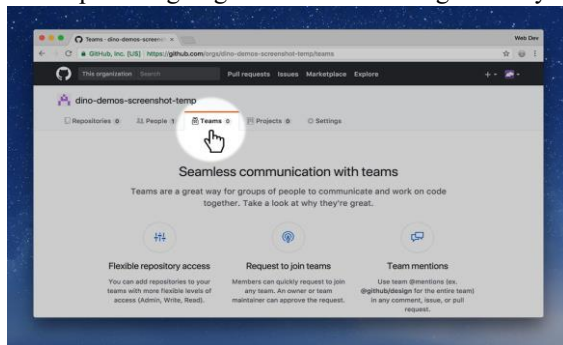 Teams · dino-demos-screensh
Web Dev
GitHub, Inc. [US] https://github.com/orgs/dino-demos-screenshot-temp/teams
This organization Search Pull requests Issues Marketplace Explore
dino-demos-screenshot-temp
Repositories 0 People 1 Teams 0 Projects 0 Settings
Seamless communication with teams
Teams are a great way for groups of people to communicate and work on code
together. Take a look at why they're great.
Flexible repository access
You can add repositories to your
teams with more flexible levels of
access (Admin, Write, Read).
Request to join teams
Members can quickly request to join
any team. An owner or team
maintainer can approve the request.
Team mentions
Use team @mentions (ex.
@github/design for the entire team)
in any comment, issue, or pull
request.